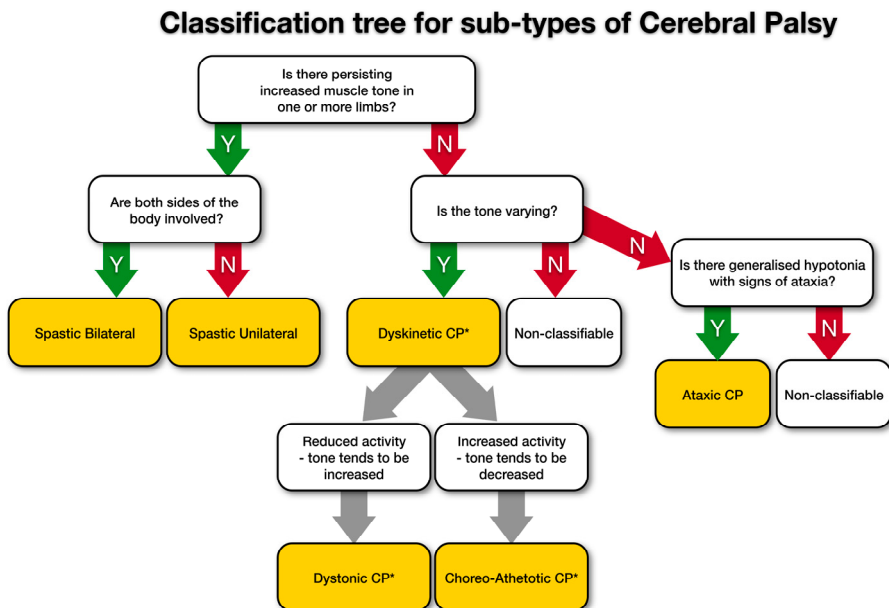 Classification tree for sub-types of Cerebral Palsy
Is there persisting
increased muscle tone in
one or more limbs?
Y
N
Are both sides of the
body involved?
Is the tone varying?
N
Is there generalised hypotonia
with signs of ataxia?
Y
N
Y
N
Y
N
Spastic Bilateral
Spastic Unilateral
Dyskinetic CP*
Non-classifiable
Ataxic CP
Non-classifiable
Reduced activity
- tone tends to be
increased
Increased activity
- tone tends to be
decreased
Dystonic CP*
Choreo-Athetotic CP*